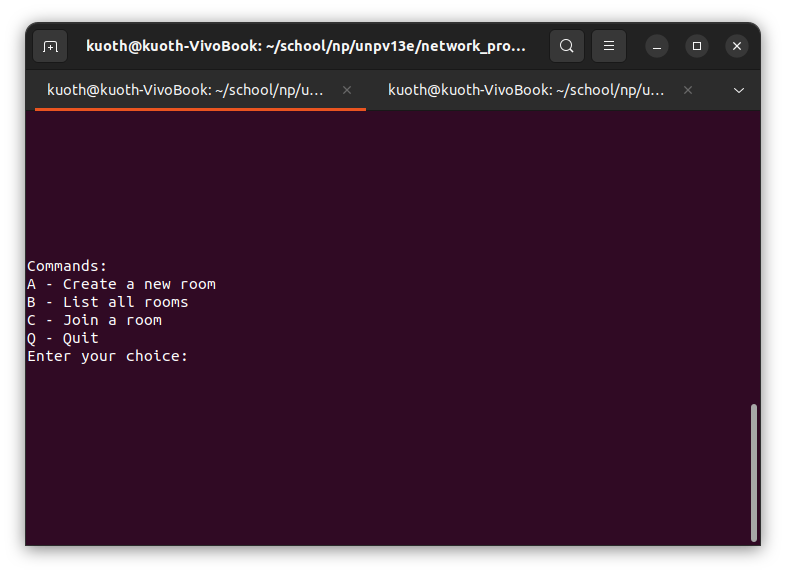 kuoth@kuoth-VivoBook: ~/school/np/unpv13e/network_pro...
kuoth@kuoth-VivoBook: ~/school/np/u...
kuoth@kuoth-VivoBook: ~/school/np/u...
Commands:
A - Create a new room
B - List all rooms
C - Join a room
Q - Quit
Enter your choice: